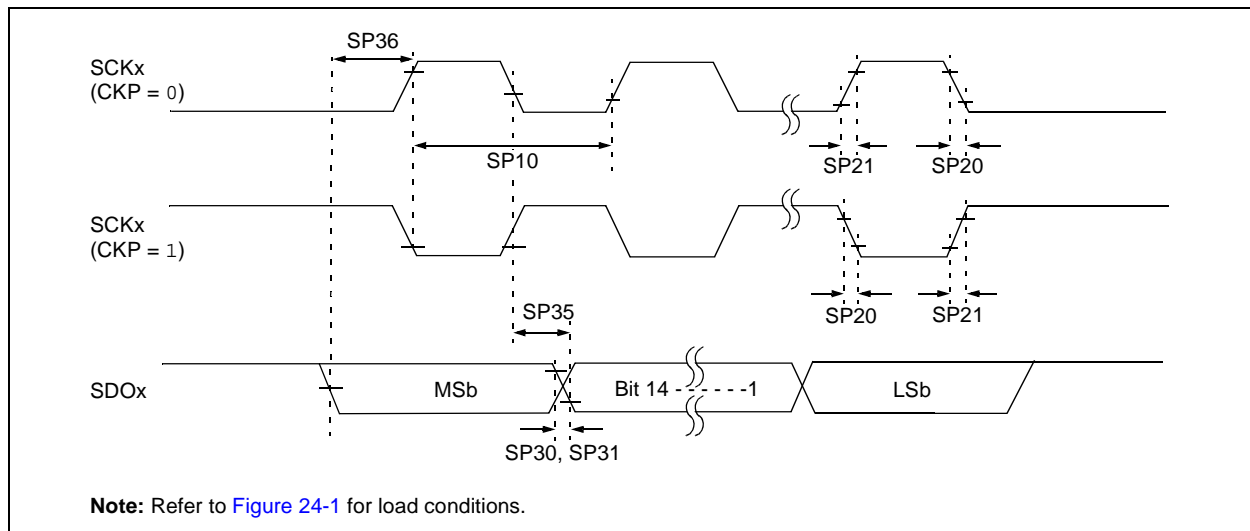 SP36
SCKx
(CKP = 0)
SP10
SP21
SP20
SCKx
(CKP = 1)
SP35
SP20
SP21
SDOx
MSb
Bit 14 - - - - - -1
LSb
SP30, SP31
Note: Refer to Figure 24-1 for load conditions.